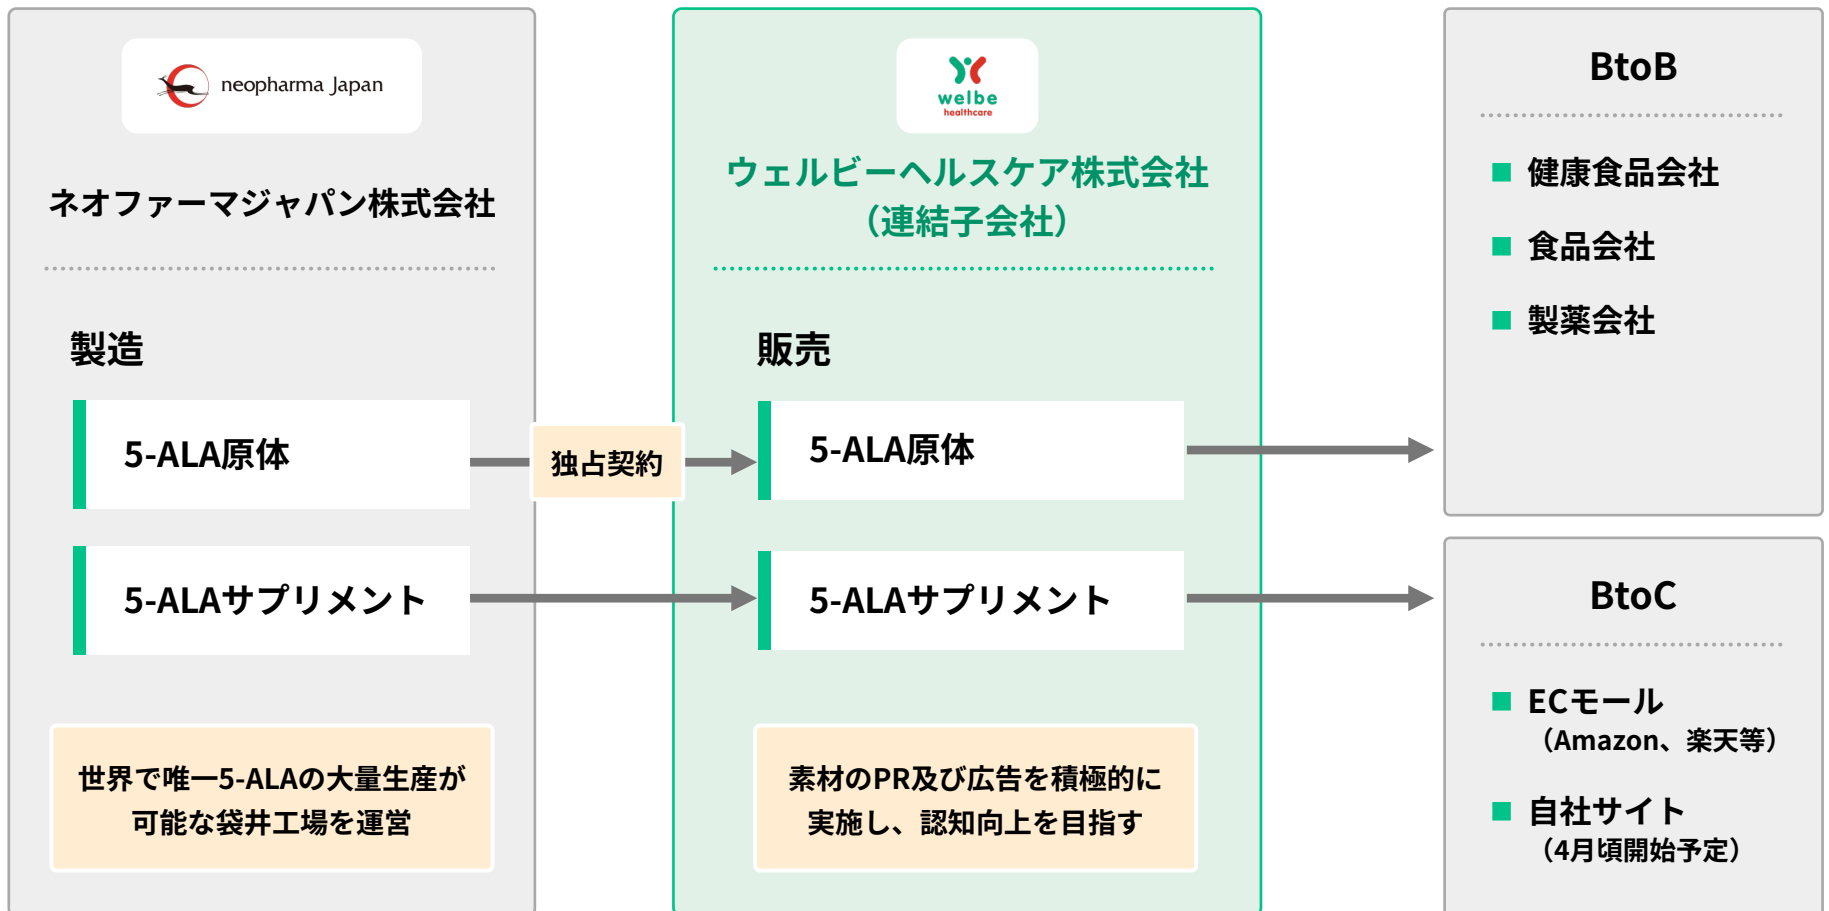 neopharma Japan
ネオファーマジャパン株式会社
製造
5-ALA原体
5-ALAサプリメント
世界で唯一5-ALAの大量生産が
可能な袋井工場を運営
独占契約
welbe
healthcare
ウェルビーヘルスケア株式会社
（連結子会社）
販売
5-ALA原体
5-ALAサプリメント
素材のPR及び広告を積極的に
実施し、認知向上を目指す
BtoB
健康食品会社
食品会社
製薬会社
BtoC
ECモール
（Amazon、楽天等）
自社サイト
（4月頃開始予定）